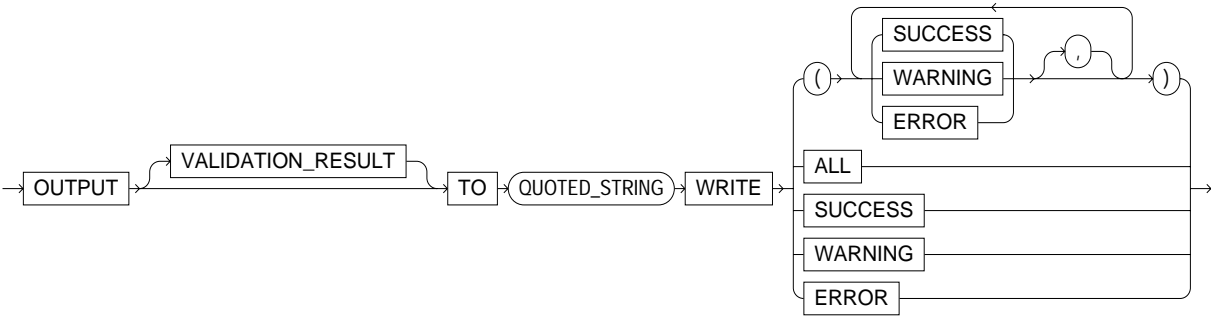 SUCCESS
( WARNING , )
ERROR
ALL
OUTPUT VALIDATION_RESULT TO QUOTED_STRING WRITE
SUCCESS
WARNING
ERROR